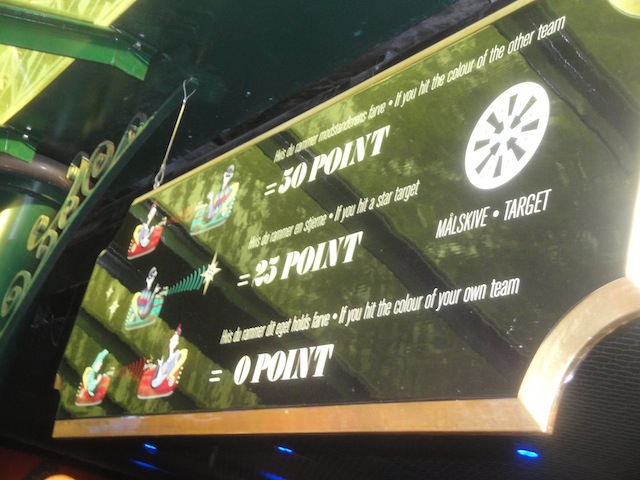 Hvis du rammer modstanderens farve • If you hit the colour of the other team
= 50 POINT
Hvis du rammer en stjerne • If you hit a star target
= 25 POINT
MÅLSKIVE • TARGET
Hvis du rammer dit eget holds farve • If you hit the colour of your own team
= 0 POINT